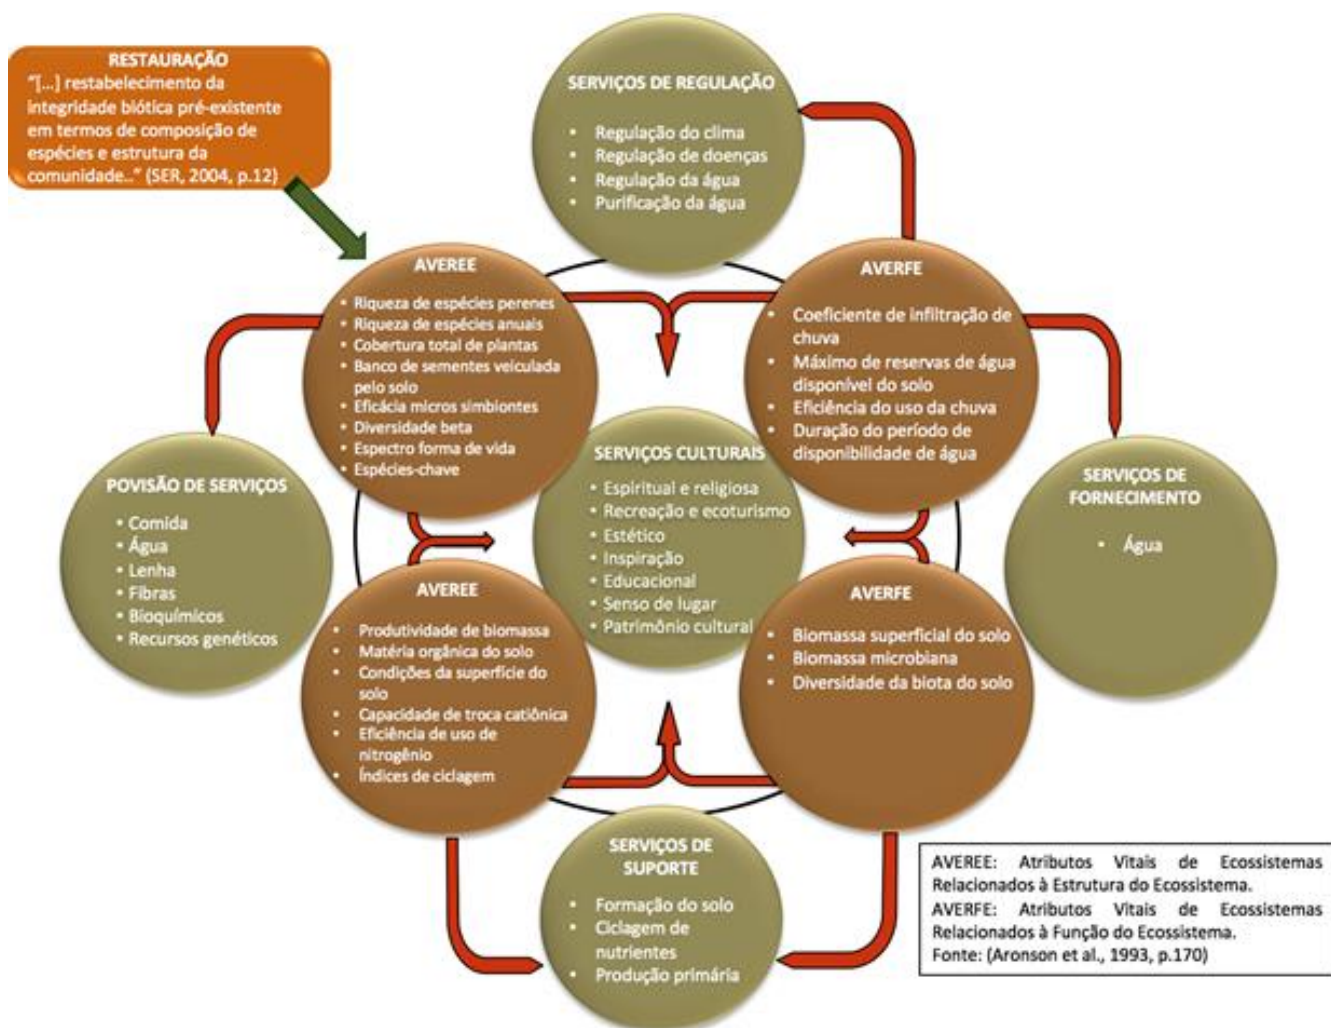 RESTAURAÇÃO
"[...] restabelecimento da
integridade biótica pré-existente
em termos de composição de
espécies e estrutura da
comunidade.." (SER, 2004, p.12)
SERVIÇOS DE REGULAÇÃO
• Regulação do clima
• Regulação de doenças
• Regulação da água
• Purificação da água
AVEREE
• Riqueza de espécies perenes
• Riqueza de espécies anuais
• Cobertura total de plantas
• Banco de sementes veiculada
pelo solo
• Eficácia micros simbiontes
• Diversidade beta
• Espectro forma de vida
• Espécies-chave
AVERFE
• Coeficiente de infiltração de
chuva
• Máximo de reservas de água
disponível do solo
• Eficiência do uso da chuva
• Duração do período de
disponibilidade de água
POVISÃO DE SERVIÇOS
• Comida
• Água
• Lenha
• Fibras
• Bioquímicos
• Recursos genéticos
SERVIÇOS CULTURAIS
• Espiritual e religiosa
• Recreação e ecoturismo
• Estético
• Inspiração
• Educacional
• Senso de lugar
• Patrimônio cultural
SERVIÇOS DE
FORNECIMENTO
• Água
AVEREE
• Produtividade de biomassa
• Matéria orgânica do solo
• Condições da superfície do
solo
• Capacidade de troca catiônica
• Eficiência de uso de
nitrogênio
• Índices de ciclagem
AVERFE
• Biomassa superficial do solo
• Biomassa microbiana
• Diversidade da biota do solo
SERVIÇOS DE
SUPORTE
• Formação do solo
• Ciclagem de
nutrientes
• Produção primária
AVEREE: Atributos Vitais de Ecossistemas
Relacionados à Estrutura do Ecossistema.
AVERFE: Atributos Vitais de Ecossistemas
Relacionados à Função do Ecossistema.
Fonte: (Aronson et al., 1993, p.170)